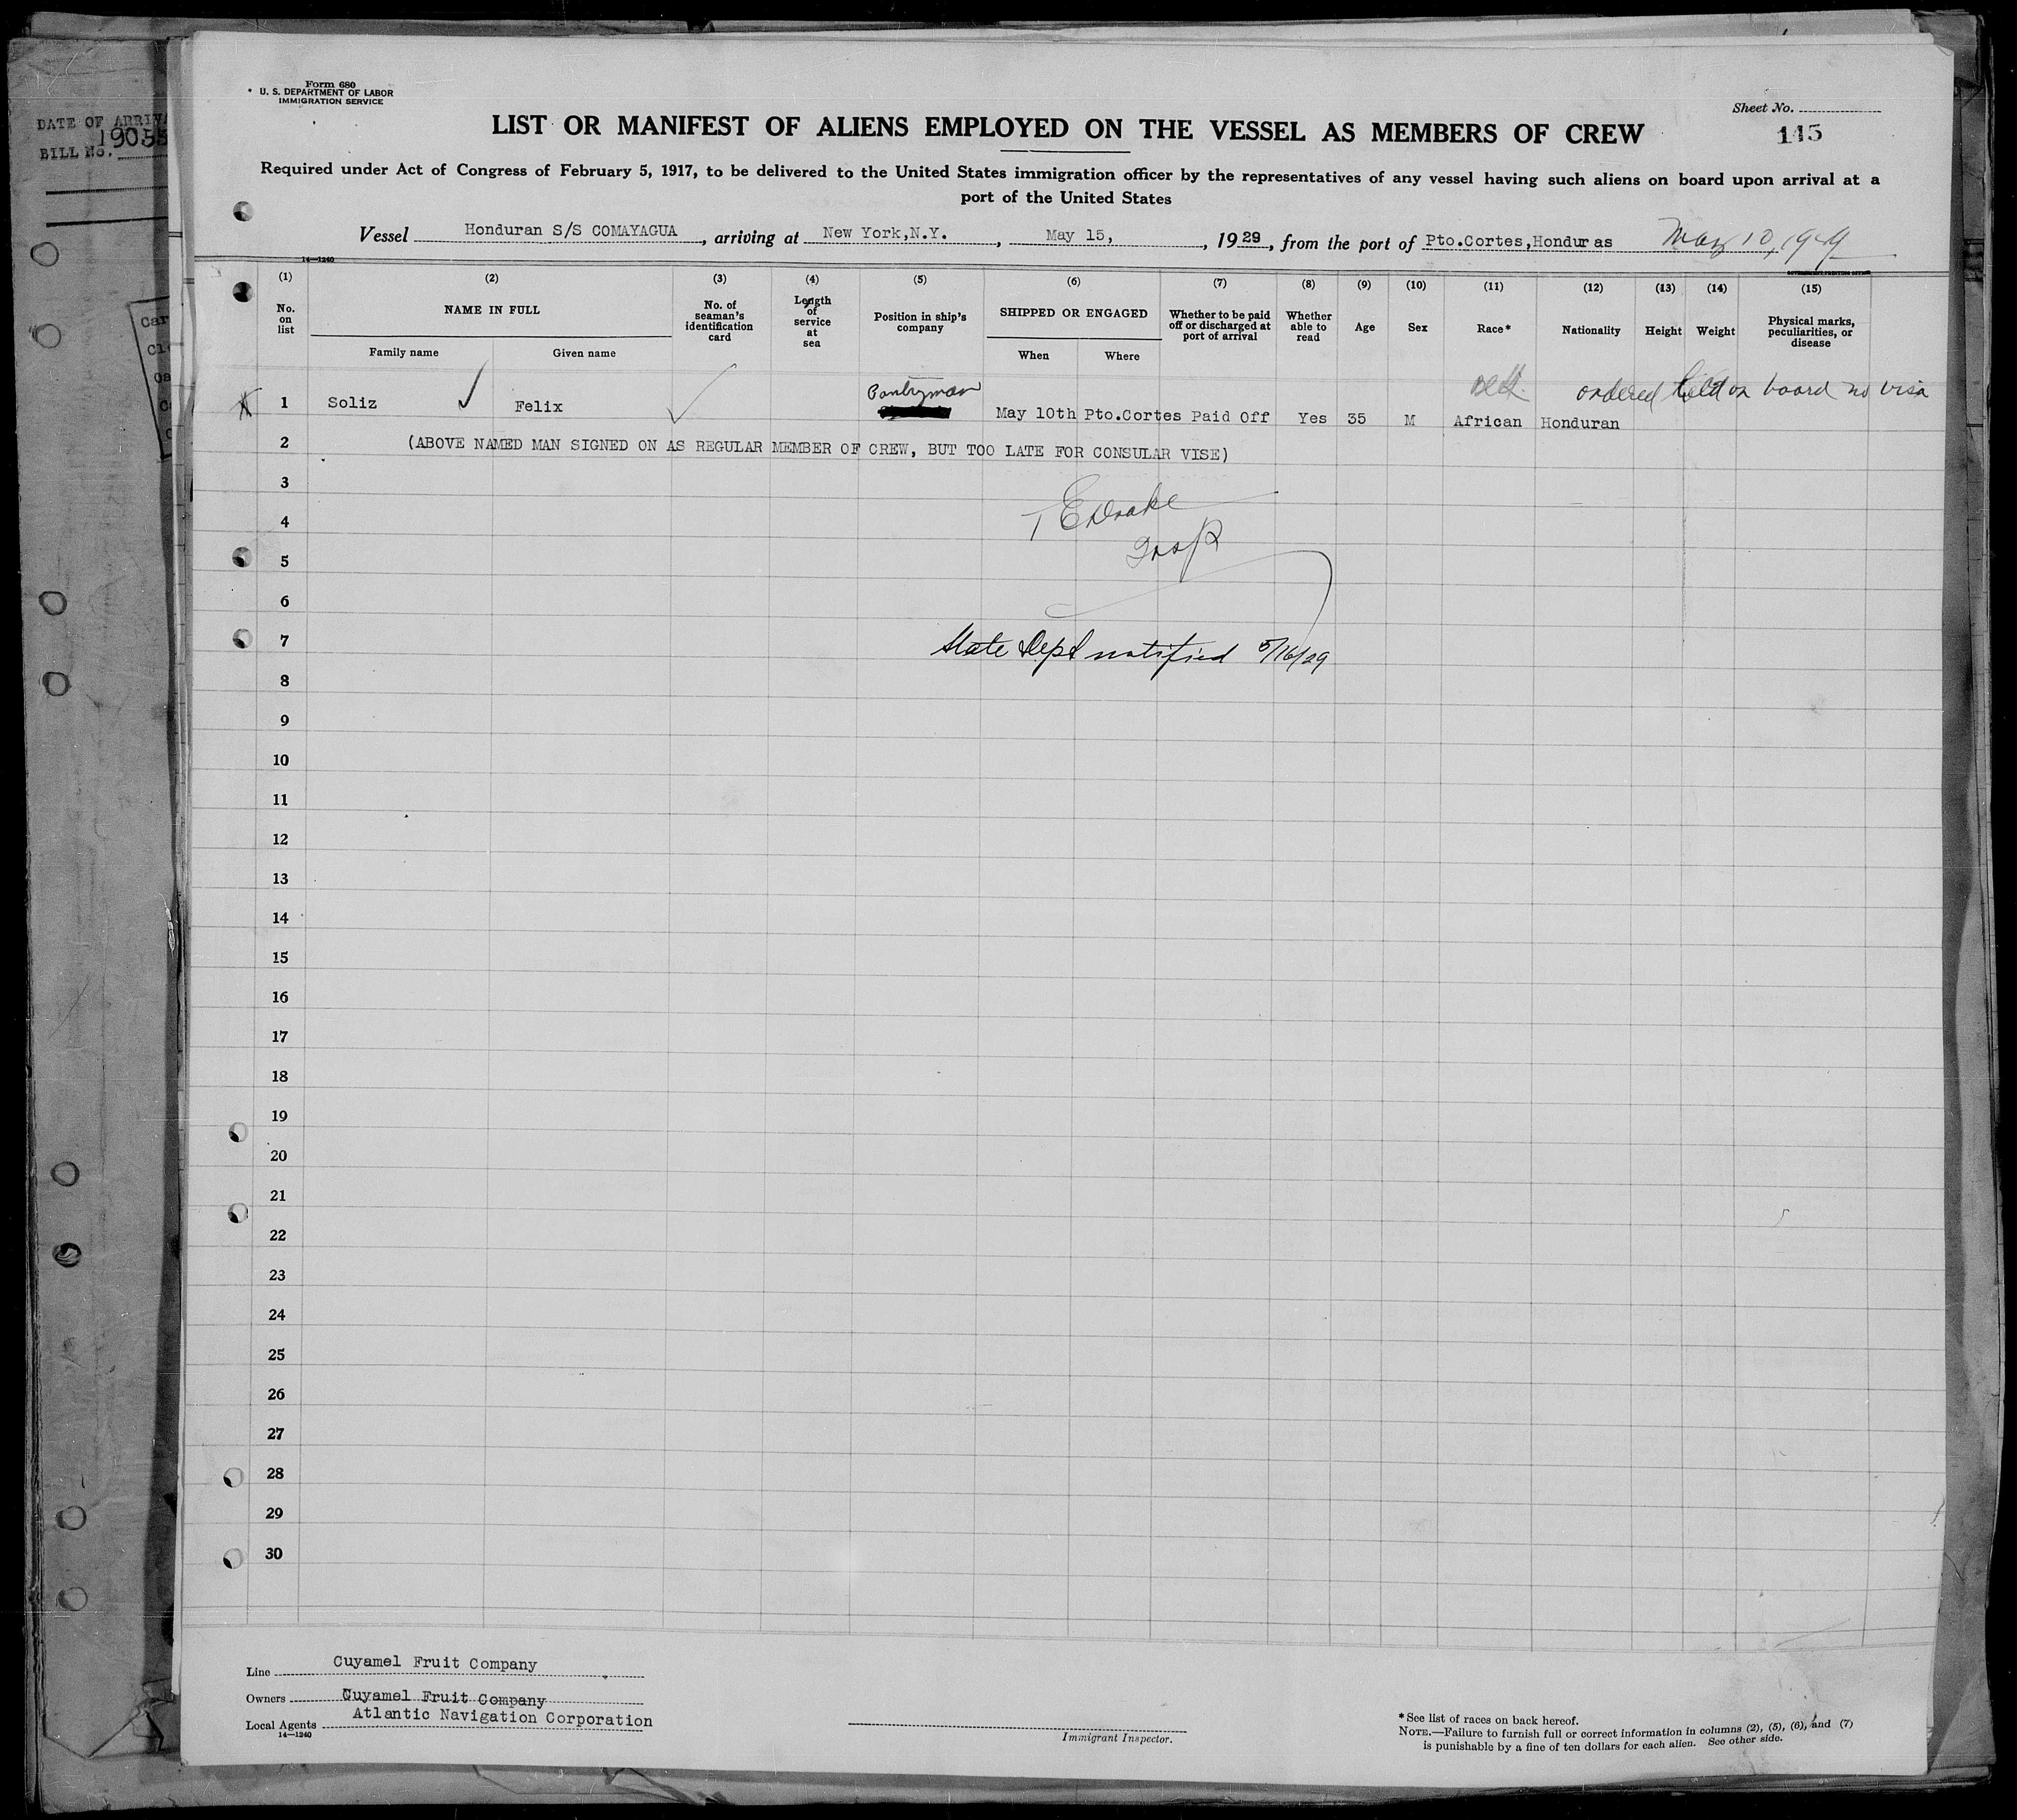 DATE OF ARRIVA
BILL No. 19055
Car
Cl
Form 680
U. S. DEPARTMENT OF LABOR
IMMIGRATION SERVICE
Sheet No.
145
LIST OR MANIFEST OF ALIENS EMPLOYED ON THE VESSEL AS MEMBERS OF CREW
Required under Act of Congress of February 5, 1917, to be delivered to the United States immigration officer by the representatives of any vessel having such aliens on board upon arrival at a
port of the United States
Vessel Honduran S/S COMAYAGUA, arriving at New York,N.Y., May 15, , 1929, from the port of Pto.Cortes,Honduras May 10, 1929
14—1240
GOVERNMENT PRINTING OFFICE
(1) (2) (3) (4) (5) (6) (7) (8) (9) (10) (11) (12) (13) (14) (15)
No. on list
NAME IN FULL
Family name
Given name
No. of seaman's identification card
Length of service at sea
Position in ship's company
SHIPPED OR ENGAGED
When
Where
Whether to be paid off or discharged at port of arrival
Whether able to read
Age
Sex
Race*
Nationality
Height
Weight
Physical marks, peculiarities, or disease
Pantryman ordered held on board no visa
1 Soliz Felix May 10th Pto.Cortes Paid Off Yes 35 M African Honduran
2 (ABOVE NAMED MAN SIGNED ON AS REGULAR MEMBER OF CREW, BUT TOO LATE FOR CONSULAR VISE)
3
T E Drake
4
Insp
5
6
7 State Dept notified 5/16/29
8
9
10
11
12
13
14
15
16
17
18
19
20
21
22
23
24
25
26
27
28
29
30
Line Cuyamel Fruit Company
Owners Cuyamel Fruit Company
Local Agents Atlantic Navigation Corporation
14—1240
Immigrant Inspector.
*See list of races on back hereof.
NOTE.—Failure to furnish full or correct information in columns (2), (5), (6), and (7)
is punishable by a fine of ten dollars for each alien. See other side.